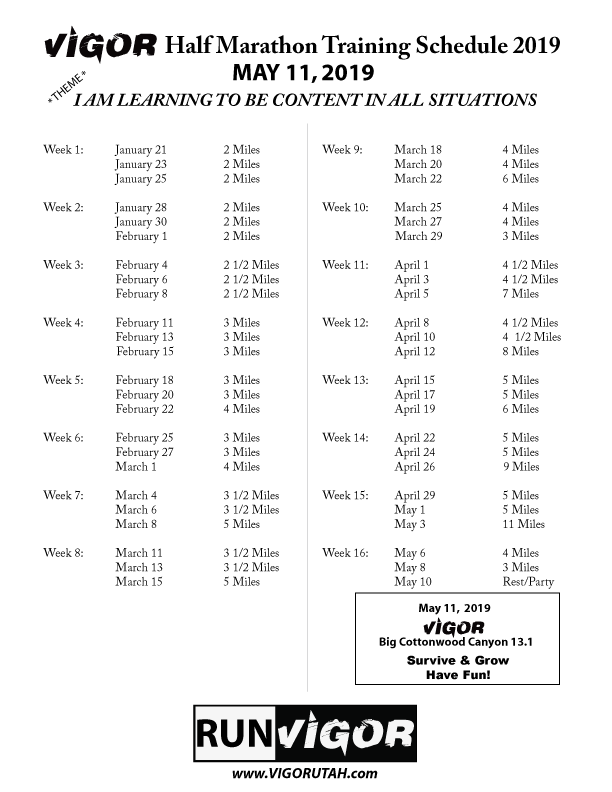 VIGOR Half Marathon Training Schedule 2019
MAY 11, 2019
*THEME*
I AM LEARNING TO BE CONTENT IN ALL SITUATIONS
Week 1: January 21 2 Miles
January 23 2 Miles
January 25 2 Miles
Week 2: January 28 2 Miles
January 30 2 Miles
February 1 2 Miles
Week 3: February 4 2 1/2 Miles
February 6 2 1/2 Miles
February 8 2 1/2 Miles
Week 4: February 11 3 Miles
February 13 3 Miles
February 15 3 Miles
Week 5: February 18 3 Miles
February 20 3 Miles
February 22 4 Miles
Week 6: February 25 3 Miles
February 27 3 Miles
March 1 4 Miles
Week 7: March 4 3 1/2 Miles
March 6 3 1/2 Miles
March 8 5 Miles
Week 8: March 11 3 1/2 Miles
March 13 3 1/2 Miles
March 15 5 Miles
Week 9: March 18 4 Miles
March 20 4 Miles
March 22 6 Miles
Week 10: March 25 4 Miles
March 27 4 Miles
March 29 3 Miles
Week 11: April 1 4 1/2 Miles
April 3 4 1/2 Miles
April 5 7 Miles
Week 12: April 8 4 1/2 Miles
April 10 4 1/2 Miles
April 12 8 Miles
Week 13: April 15 5 Miles
April 17 5 Miles
April 19 6 Miles
Week 14: April 22 5 Miles
April 24 5 Miles
April 26 9 Miles
Week 15: April 29 5 Miles
May 1 5 Miles
May 3 11 Miles
Week 16: May 6 4 Miles
May 8 3 Miles
May 10 Rest/Party
May 11, 2019
VIGOR
Big Cottonwood Canyon 13.1
Survive & Grow
Have Fun!
RUNVIGOR
www.VIGORUTAH.com